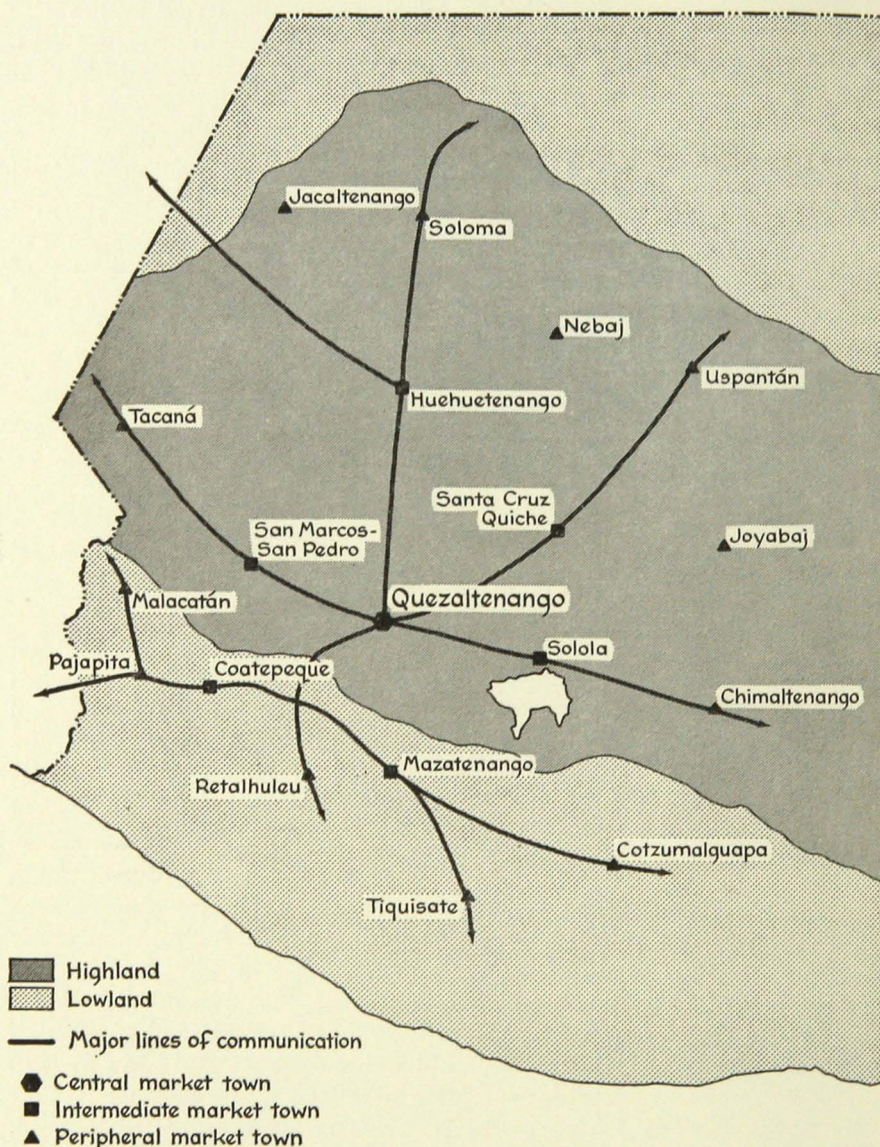 Jacaltenango
Soloma
Nebaj
Uspantán
Huehuetenango
Tacaná
Santa Cruz
Quiche
San Marcos-
San Pedro
Joyabaj
Malacatán
Quezaltenango
Solola
Pajapita
Coatepeque
Chimaltenango
Mazatenango
Retalhuleu
Cotzumalguapa
Tiquisate
Highland
Lowland
Major lines of communication
Central market town
Intermediate market town
Peripheral market town